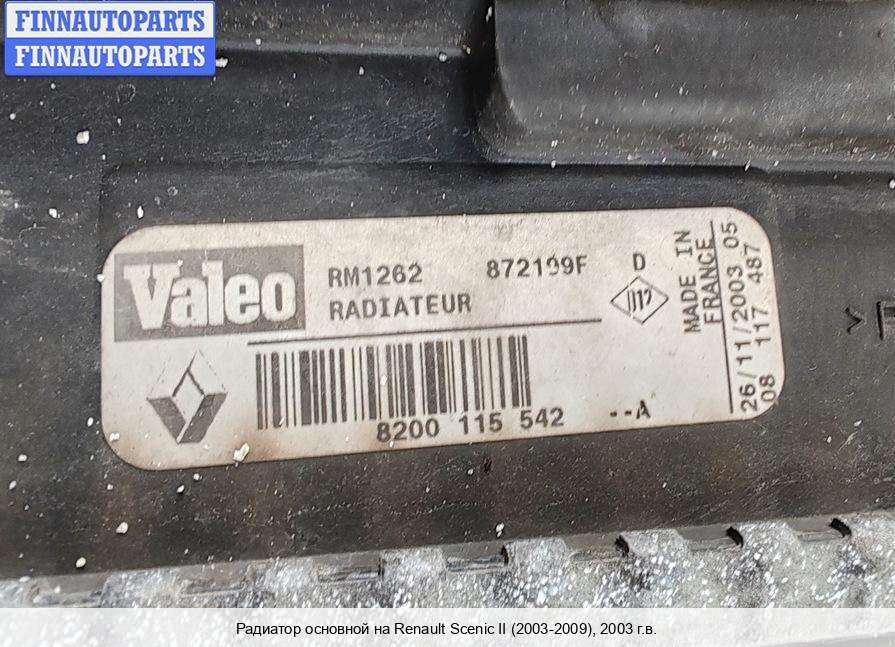 FINNAUTOPARTS
FINNAUTOPARTS
Valeo
RM1262 872199F D
RADIATEUR
8200 115 542 --A
MADE IN
FRANCE
26/11/2003 05
08 117 487
Радиатор основной на Renault Scenic II (2003-2009), 2003 г.в.